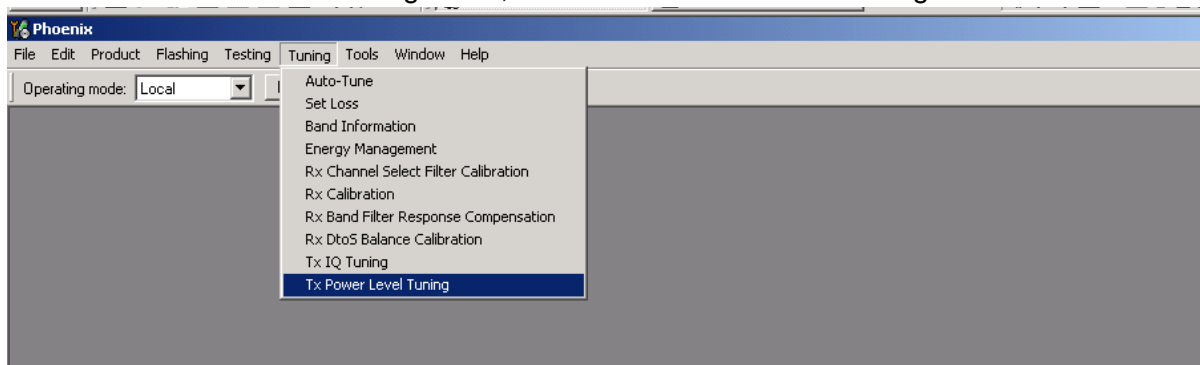 Phoenix
File Edit Product Flashing Testing Tuning Tools Window Help
Operating mode: Local
Auto-Tune
Set Loss
Band Information
Energy Management
Rx Channel Select Filter Calibration
Rx Calibration
Rx Band Filter Response Compensation
Rx DtoS Balance Calibration
Tx IQ Tuning
Tx Power Level Tuning